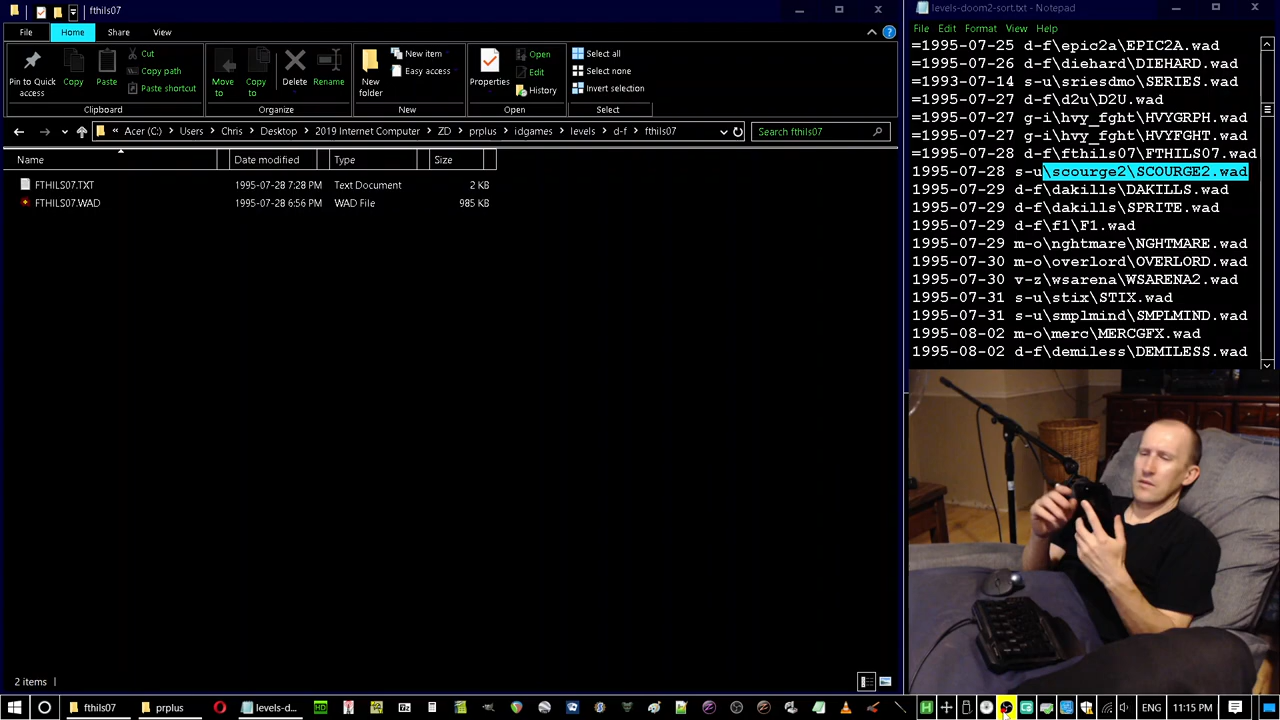 fthils07
levels-doom2-sort.txt - Notepad
File Home Share View
File Edit Format View Help
Pin to Quick access
Copy
Paste
Cut
Copy path
Paste shortcut
Move to
Copy to
Delete
Rename
New folder
New item
Easy access
Properties
Open
Edit
History
Select all
Select none
Invert selection
Clipboard Organize New Open Select
« Acer (C:) > Users > Chris > Desktop > 2019 Internet Computer > ZD > prplus > idgames > levels > d-f > fthils07
Search fthils07
Name Date modified Type Size
FTHILS07.TXT 1995-07-28 7:28 PM Text Document 2 KB
FTHILS07.WAD 1995-07-28 6:56 PM WAD File 985 KB
=1995-07-25 d-f\epic2a\EPIC2A.wad
=1995-07-26 d-f\diehard\DIEHARD.wad
=1993-07-14 s-u\sriesdmo\SERIES.wad
=1995-07-27 d-f\d2u\D2U.wad
=1995-07-27 g-i\hvy_fght\HVYGRPH.wad
=1995-07-27 g-i\hvy_fght\HVYFGHT.wad
=1995-07-28 d-f\fthils07\FTHILS07.wad
1995-07-28 s-u\scourge2\SCOURGE2.wad
1995-07-29 d-f\dakills\DAKILLS.wad
1995-07-29 d-f\dakills\SPRITE.wad
1995-07-29 d-f\f1\F1.wad
1995-07-29 m-o\nghtmare\NGHTMARE.wad
1995-07-30 m-o\overlord\OVERLORD.wad
1995-07-30 v-z\wsarena\WSARENA2.wad
1995-07-31 s-u\stix\STIX.wad
1995-07-31 s-u\smplmind\SMPLMIND.wad
1995-08-02 m-o\merc\MERCGFX.wad
1995-08-02 d-f\demiless\DEMILESS.wad
2 items
fthils07 prplus levels-d... ENG 11:15 PM